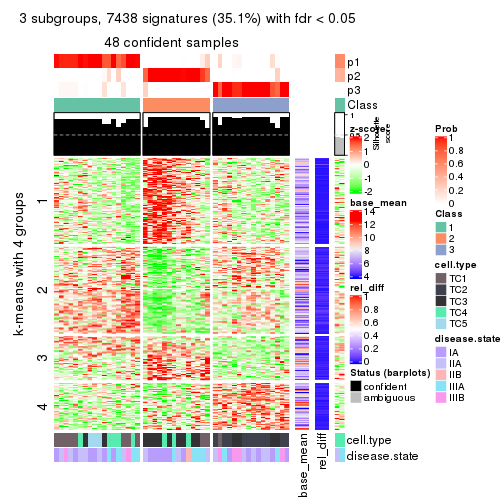 3 subgroups, 7438 signatures (35.1%) with fdr < 0.05
48 confident samples
p1
p2
p3
Class
1
0.5
0
Silhouette
score
k-means with 4 groups
1
2
3
4
cell.type
disease.state
base_mean
rel_diff
z-score
2
1
0
-1
-2
base_mean
14
12
10
8
6
4
rel_diff
1
0.8
0.6
0.4
0.2
0
Status (barplots)
confident
ambiguous
Prob
1
0.8
0.6
0.4
0.2
0
Class
1
2
3
cell.type
TC1
TC2
TC3
TC4
TC5
disease.state
IA
IIA
IIB
IIIA
IIIB